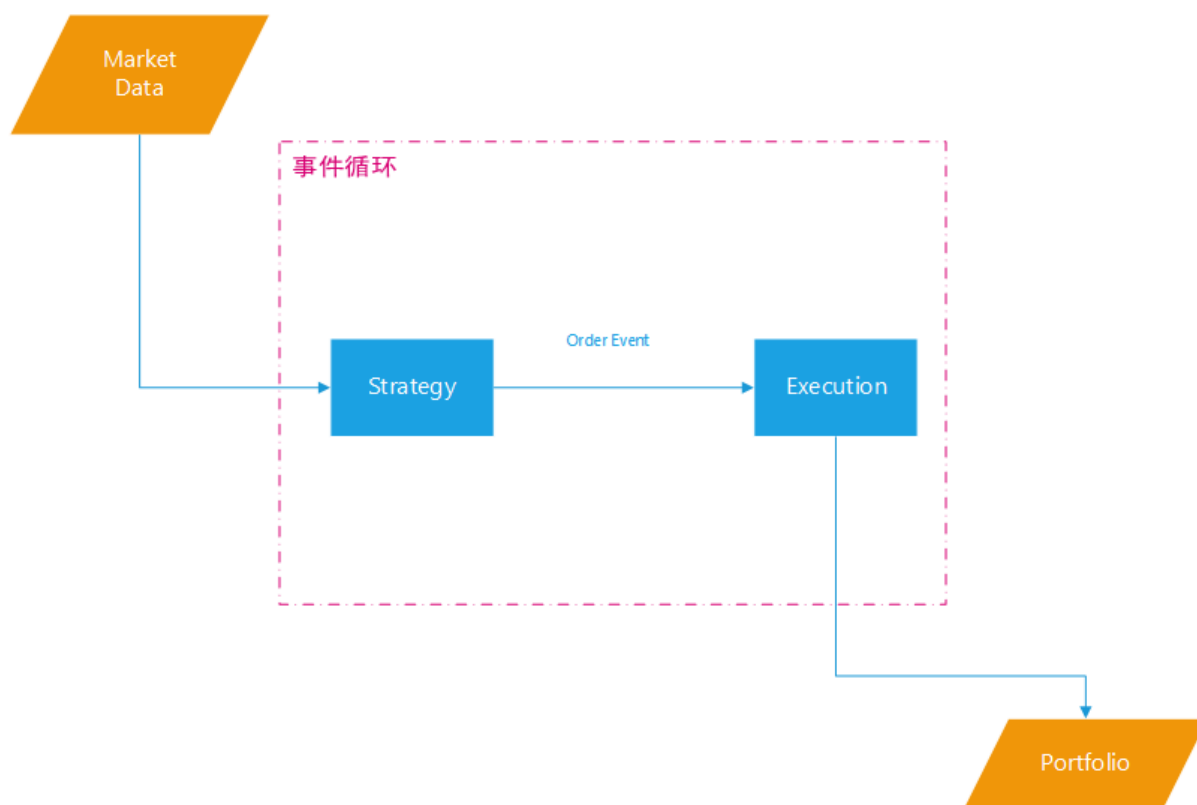 Market
Data
事件循环
Order Event
Strategy
Execution
Portfolio